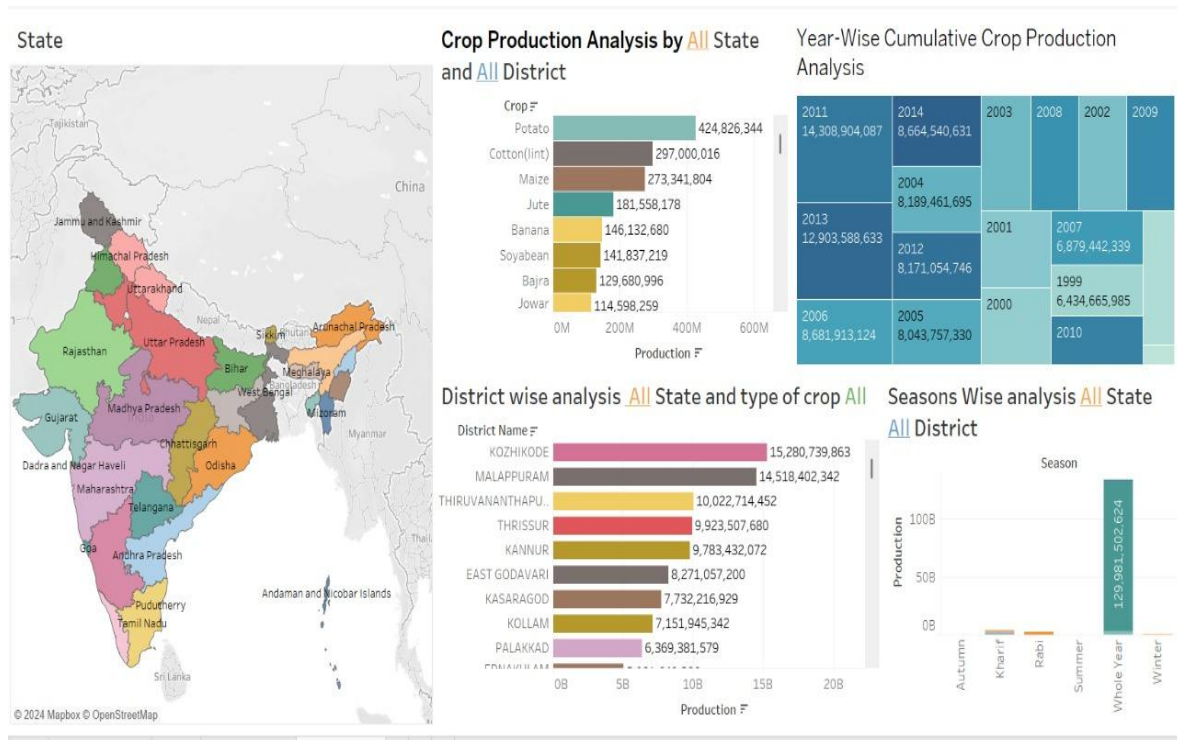 State
Tajikistan
China
Jammu and Kashmir
Himachal Pradesh
Uttarakhand
Nepal
Rajasthan
Uttar Pradesh
Sikkim
Bhutan
Arunachal Pradesh
Bihar
Meghalaya
Bangladesh
West Bengal
Gujarat
Madhya Pradesh
India
Mizoram
Myanmar
Chhattisgarh
Dadra and Nagar Haveli
Odisha
Maharashtra
Telangana
Goa
Andhra Pradesh
Andaman and Nicobar Islands
Puducherry
Tamil Nadu
Sri Lanka
© 2024 Mapbox © OpenStreetMap
Crop Production Analysis by All State
and All District
Crop
Potato 424,826,344
Cotton(lint) 297,000,016
Maize 273,341,804
Jute 181,558,178
Banana 146,132,680
Soyabean 141,837,219
Bajra 129,680,996
Jowar 114,598,259
0M 200M 400M 600M
Production
Year-Wise Cumulative Crop Production
Analysis
2011
14,308,904,087
2013
12,903,588,633
2006
8,681,913,124
2014
8,664,540,631
2004
8,189,461,695
2012
8,171,054,746
2005
8,043,757,330
2003
2008
2002
2009
2001
2000
2007
6,879,442,339
1999
6,434,665,985
2010
District wise analysis All State and type of crop All
District Name
KOZHIKODE 15,280,739,863
MALAPPURAM 14,518,402,342
THIRUVANANTHAPU.. 10,022,714,452
THRISSUR 9,923,507,680
KANNUR 9,783,432,072
EAST GODAVARI 8,271,057,200
KASARAGOD 7,732,216,929
KOLLAM 7,151,945,342
PALAKKAD 6,369,381,579
ERNAKULAM
0B 5B 10B 15B 20B
Production
Seasons Wise analysis All State
All District
Season
Production
100B
50B
0B
129,981,502,624
Autumn
Kharif
Rabi
Summer
Whole Year
Winter